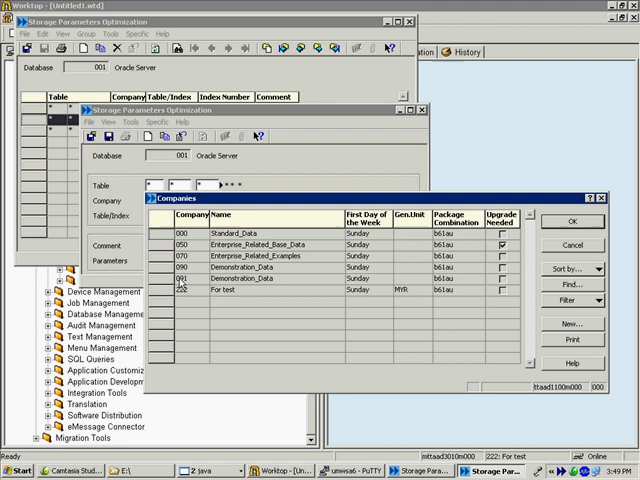 Worktop - [Untitled1.wtd]
Storage Parameters Optimization
File Edit View Group Tools Specific Help
Database 001 Oracle Server
History
Table Company Table/Index Index Number Comment
* *
* *
* *
Storage Parameters Optimization
File View Tools Specific Help
Database 001 Oracle Server
Table * * * * * *
Company
Table/Index
Comment
Parameters
Companies
Company Name First Day of the Week Gen.Unit Package Combination Upgrade Needed
000 Standard_Data Sunday b61au
050 Enterprise_Related_Base_Data Sunday b61au
070 Enterprise_Related_Examples Sunday b61au
090 Demonstration_Data Sunday b61au
091 Demonstration_Data Sunday b61au
222 For test Sunday MYR b61au
OK
Cancel
Sort by...
Find...
Filter
New...
Print
Help
ttaad1100m000 000
Device Management
Job Management
Database Management
Audit Management
Text Management
Menu Management
SQL Queries
Application Customiz
Application Developm
Integration Tools
Translation
Software Distribution
eMessage Connector
Migration Tools
Ready mttaad3010m000 222: For test Online
Start Camtasia Stud... E:\ 2 java Worktop - [Un... umwsa6 - PuTTY Storage Para... Storage Par... 3:49 PM